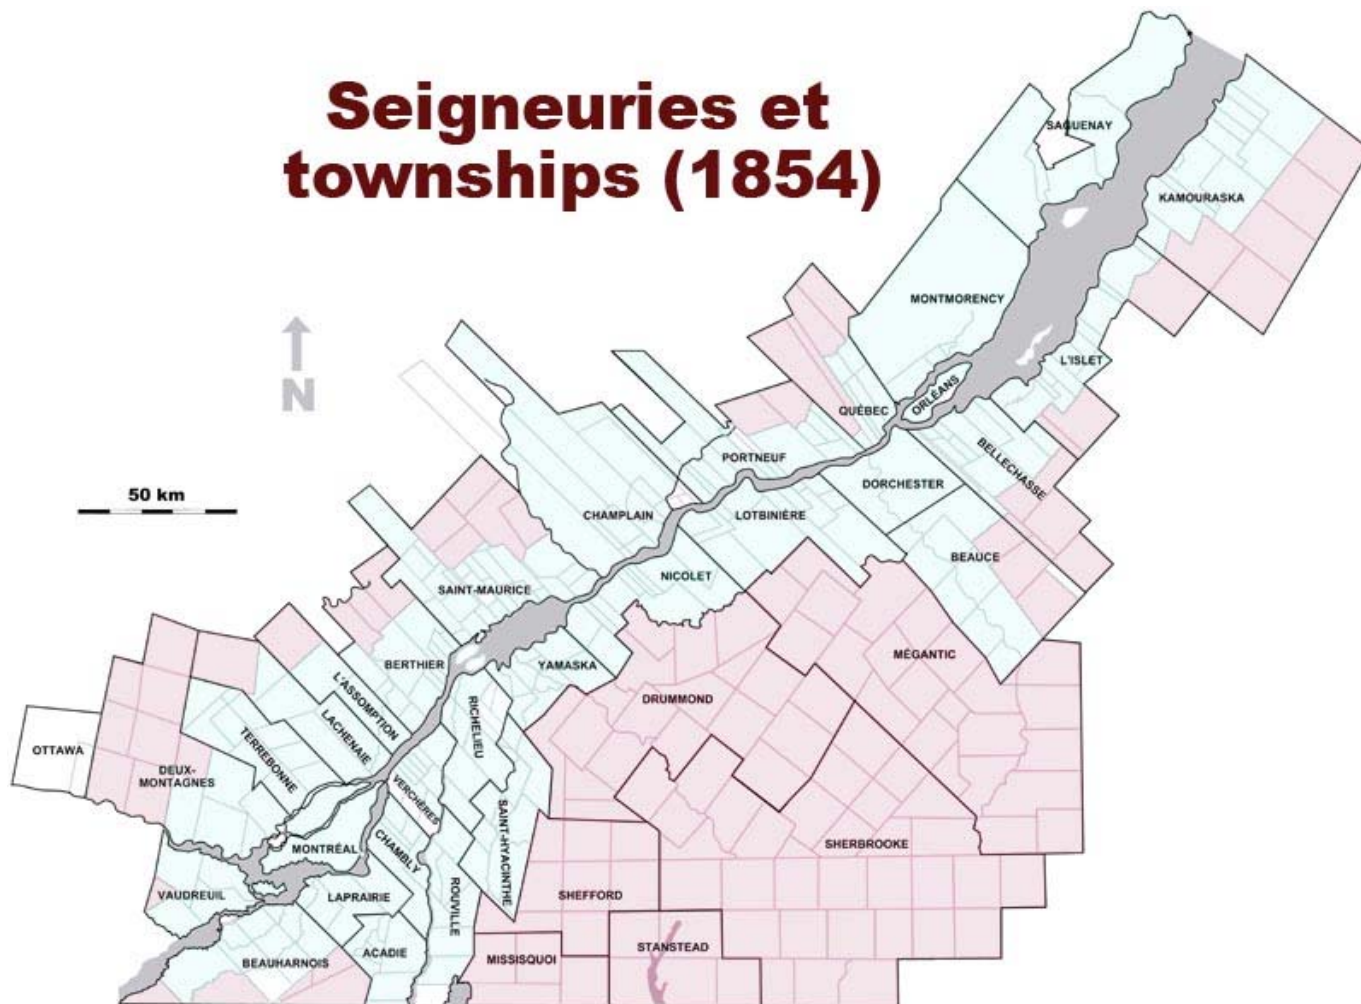 Seigneuries et
townships (1854)
SAGUENAY
KAMOURASKA
MONTMORENCY
N
L'ISLET
ORLÉANS
QUÉBEC
BELLECHASSE
PORTNEUF
DORCHESTER
50 km
CHAMPLAIN
LOTBINIÈRE
BEAUCE
NICOLET
SAINT-MAURICE
MÉGANTIC
BERTHIER
YAMASKA
L'ASSOMPTION
DRUMMOND
RICHELIEU
LACHENAIE
OTTAWA
TERREBONNE
DEUX-
MONTAGNES
VERCHÈRES
SAINT-HYACINTHE
MONTRÉAL
CHAMBLY
SHERBROOKE
VAUDREUIL
LAPRAIRIE
ROUVILLE
SHEFFORD
STANSTEAD
ACADIE
MISSISQUOI
BEAUHARNOIS